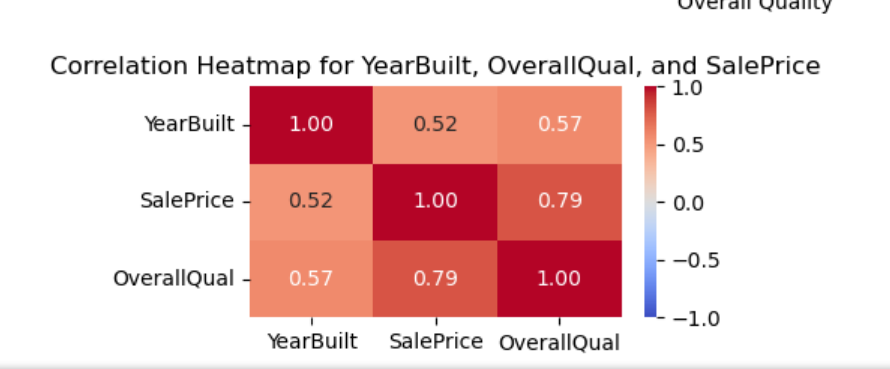 Overall Quality
Correlation Heatmap for YearBuilt, OverallQual, and SalePrice
YearBuilt 1.00 0.52 0.57
SalePrice 0.52 1.00 0.79
OverallQual 0.57 0.79 1.00
YearBuilt SalePrice OverallQual
1.0
0.5
0.0
−0.5
−1.0